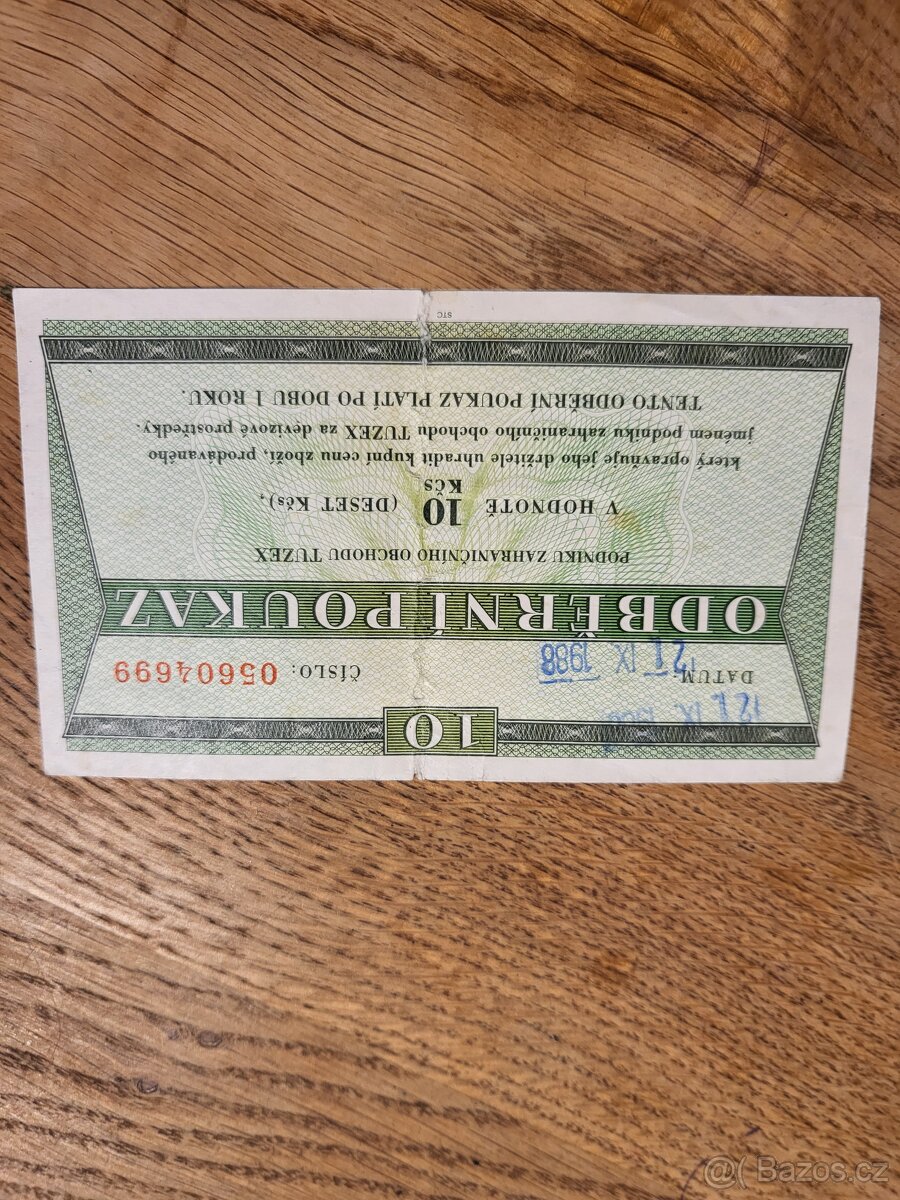 10
DATUM: 21. IX 1988 ČÍSLO: 05604699
ODBĚRNÍ POUKAZ
PODNIKU ZAHRANIČNÍHO OBCHODU TUZEX
V HODNOTĚ 10 (DESET Kčs),
Kčs
který opravňuje jeho držitele uhradit kupní cenu zboží, prodávaného
jménem podniku zahraničního obchodu TUZEX za devizové prostředky.
TENTO ODBĚRNÍ POUKAZ PLATÍ PO DOBU 1 ROKU.
STC
@( Bazos.cz